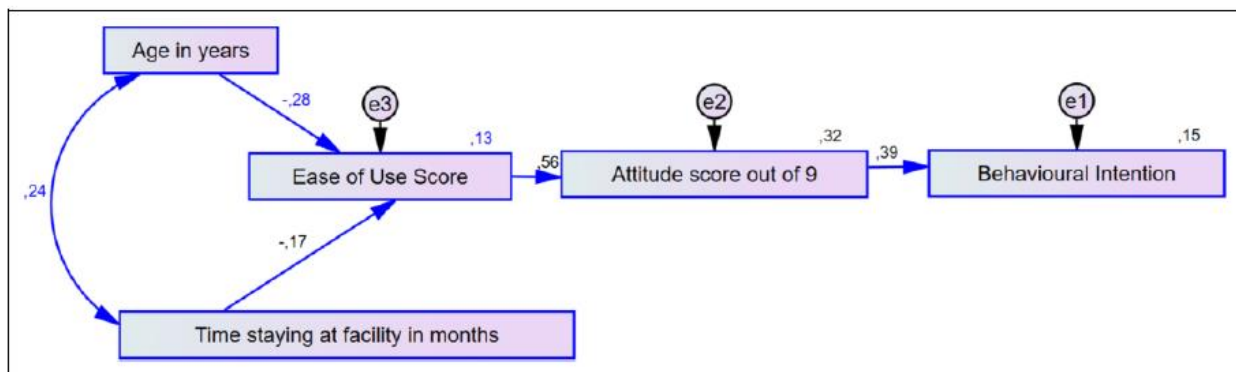 Age in years
-,28
e3
e2
e1
,13
,32
,15
,56
,39
Ease of Use Score
Attitude score out of 9
Behavioural Intention
,24
-,17
Time staying at facility in months